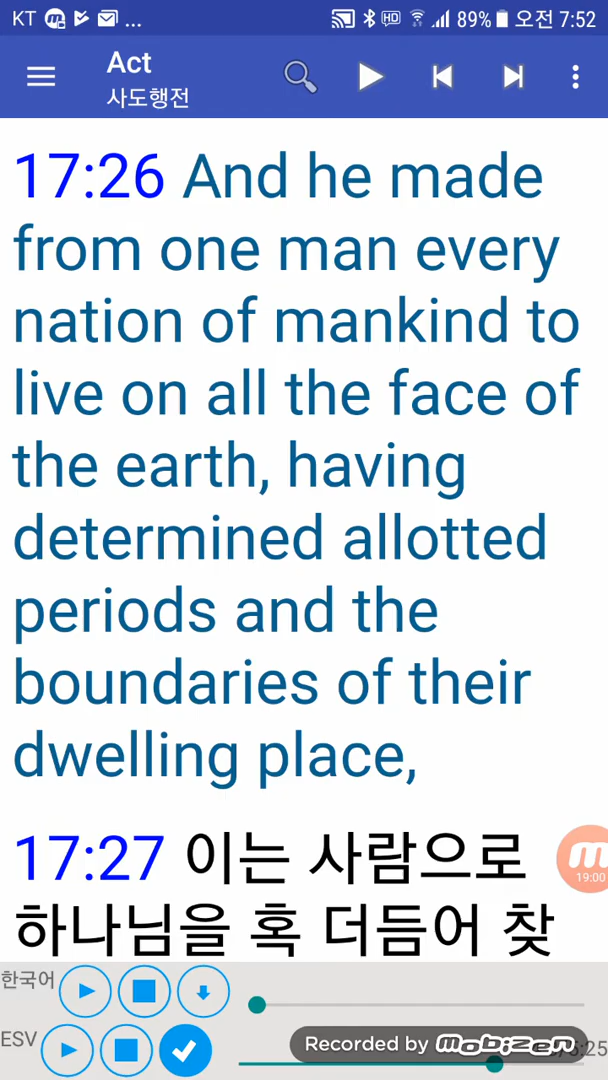 KT ... HD 89% 오전 7:52
Act
사도행전
17:26 And he made
from one man every
nation of mankind to
live on all the face of
the earth, having
determined allotted
periods and the
boundaries of their
dwelling place,
17:27 이는 사람으로
19:00
하나님을 혹 더듬어 찾
한국어
ESV
Recorded by mobizen
:25